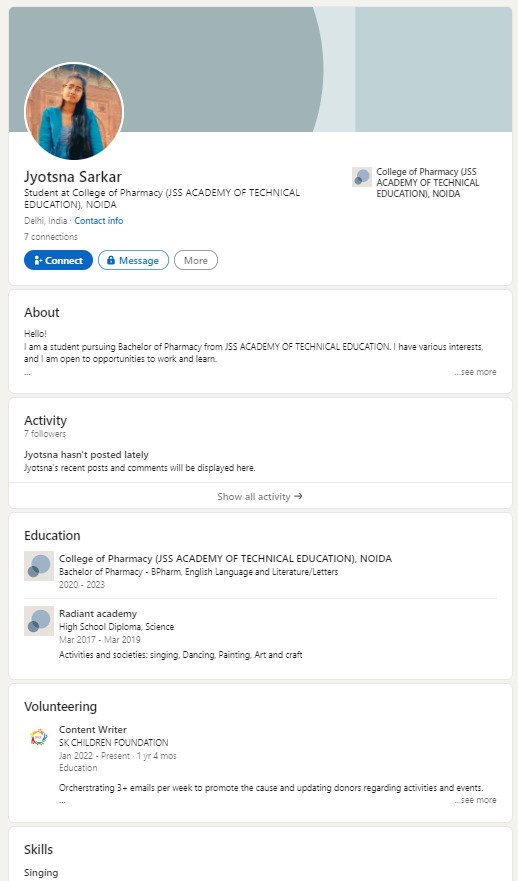 Jyotsna Sarkar
Student at College of Pharmacy (JSS ACADEMY OF TECHNICAL
EDUCATION), NOIDA
Delhi, India · Contact info
7 connections
Connect
Message
More
College of Pharmacy (JSS
ACADEMY OF TECHNICAL
EDUCATION), NOIDA
About
Hello!
I am a student pursuing Bachelor of Pharmacy from JSS ACADEMY OF TECHNICAL EDUCATION. I have various interests,
and I am open to opportunities to work and learn.
...
...see more
Activity
7 followers
Jyotsna hasn't posted lately
Jyotsna's recent posts and comments will be displayed here.
Show all activity →
Education
College of Pharmacy (JSS ACADEMY OF TECHNICAL EDUCATION), NOIDA
Bachelor of Pharmacy - BPharm, English Language and Literature/Letters
2020 - 2023
Radiant academy
High School Diploma, Science
Mar 2017 - Mar 2019
Activities and societies: singing, Dancing, Painting, Art and craft
Volunteering
Content Writer
SK CHILDREN FOUNDATION
Jan 2022 - Present · 1 yr 4 mos
Education
Orcherstrating 3+ emails per week to promote the cause and updating donors regarding activities and events.
...
...see more
Skills
Singing